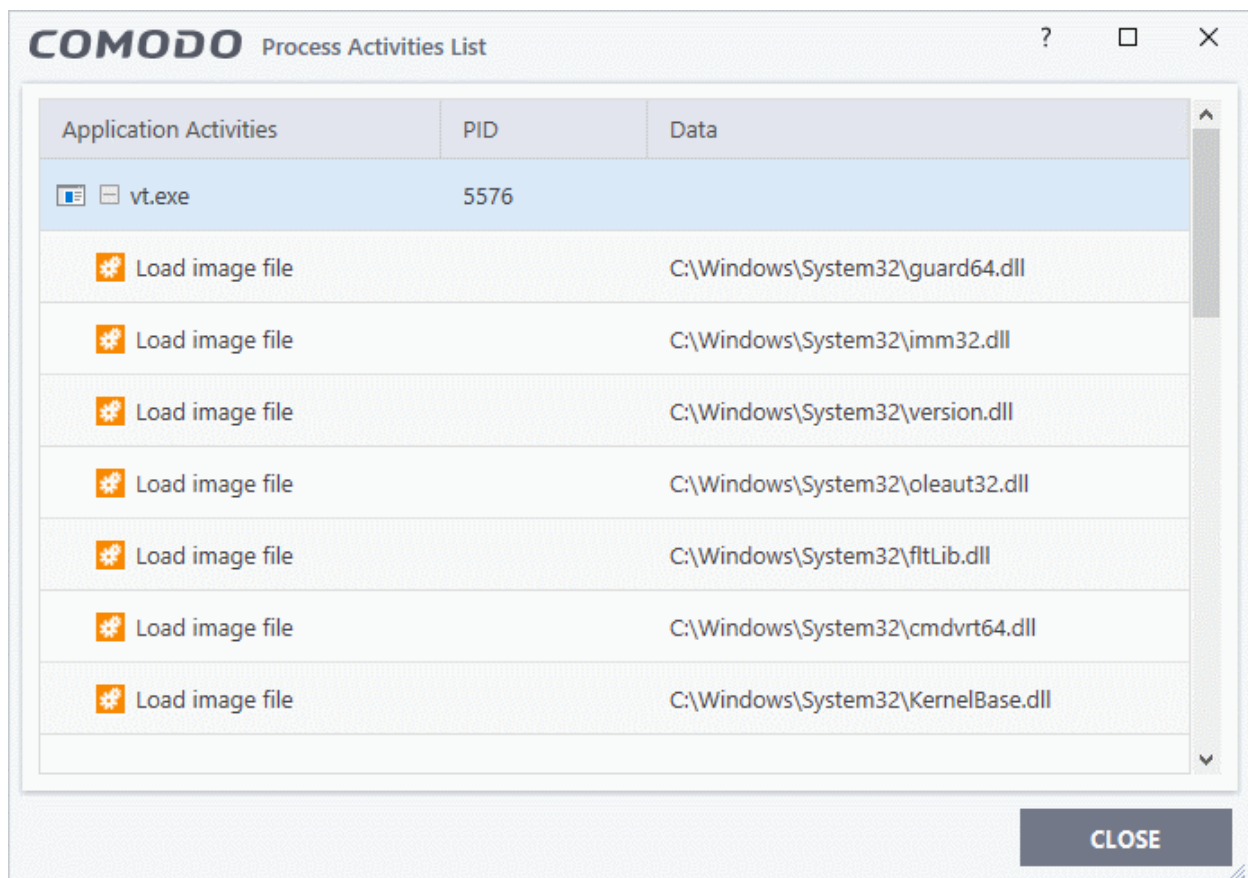 COMODO Process Activities List ?
Application Activities PID Data
vt.exe 5576
Load image file C:\Windows\System32\guard64.dll
Load image file C:\Windows\System32\imm32.dll
Load image file C:\Windows\System32\version.dll
Load image file C:\Windows\System32\oleaut32.dll
Load image file C:\Windows\System32\fltLib.dll
Load image file C:\Windows\System32\cmdvrt64.dll
Load image file C:\Windows\System32\KernelBase.dll
CLOSE